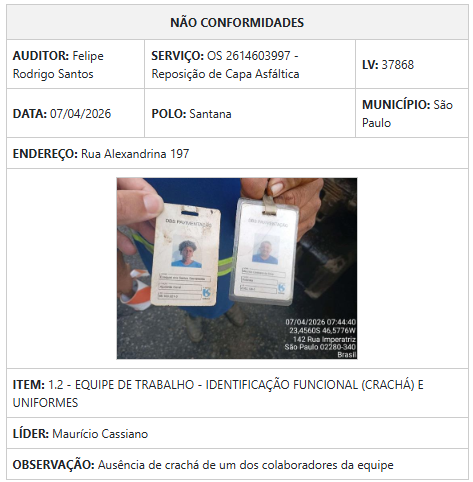 NÃO CONFORMIDADES
AUDITOR: Felipe
Rodrigo Santos
SERVIÇO: OS 2614603997 -
Reposição de Capa Asfáltica
LV: 37868
DATA: 07/04/2026
POLO: Santana
MUNICÍPIO: São
Paulo
ENDEREÇO: Rua Alexandrina 197
07/04/2026 07:44:40
23,4560S 46,5776W
142 Rua Imperatriz
São Paulo 02280-340
Brasil
ITEM: 1.2 - EQUIPE DE TRABALHO - IDENTIFICAÇÃO FUNCIONAL (CRACHÁ) E
UNIFORMES
LÍDER: Maurício Cassiano
OBSERVAÇÃO: Ausência de crachá de um dos colaboradores da equipe